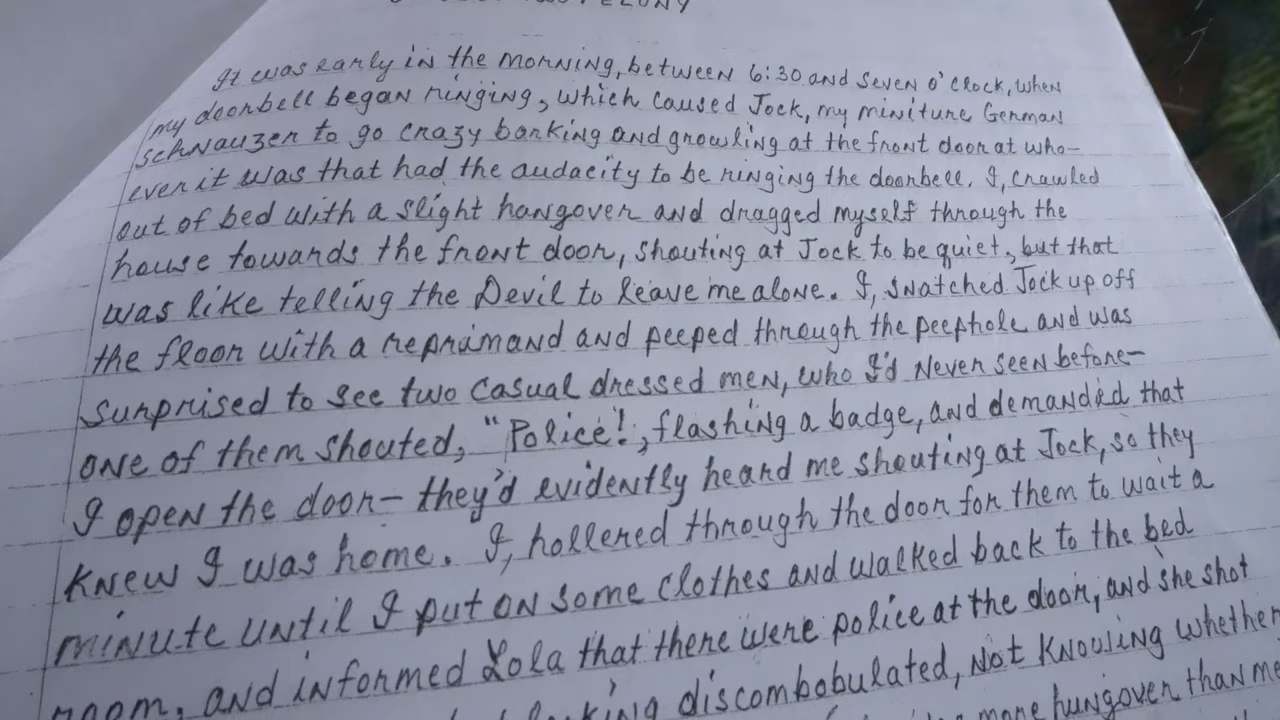 It was early in the morning, between 6:30 and seven o'clock, when
my doorbell began ringing, which caused Jock, my miniture German
schnauzer to go crazy barking and growling at the front door at who-
ever it was that had the audacity to be ringing the doorbell. I, crawled
out of bed with a slight hangover and dragged myself through the
house towards the front door, shouting at Jock to be quiet, but that
was like telling the Devil to leave me alone. I, snatched Jock up off
the floor with a reprimand and peeped through the peephole and was
surprised to see two casual dressed men, who I'd never seen before-
one of them shouted, "Police!, flashing a badge, and demanded that
I open the door- they'd evidently heard me shouting at Jock, so they
knew I was home. I, hollered through the door for them to wait a
minute until I put on some clothes and walked back to the bed
room, and informed Lola that there were police at the door, and she shot
discombobulated, not knowing whether
more hungover than me